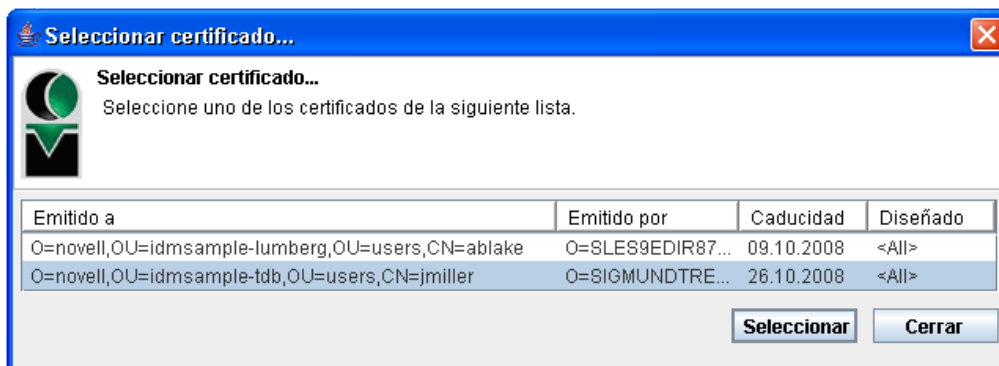 Seleccionar certificado...
Seleccionar certificado...
Seleccione uno de los certificados de la siguiente lista.
Emitido a Emitido por Caducidad Diseñado
O=novell,OU=idmsample-lumberg,OU=users,CN=ablake O=SLES9EDIR87... 09.10.2008 <All>
O=novell,OU=idmsample-tdb,OU=users,CN=jmiller O=SIGMUNDTRE... 26.10.2008 <All>
Seleccionar Cerrar